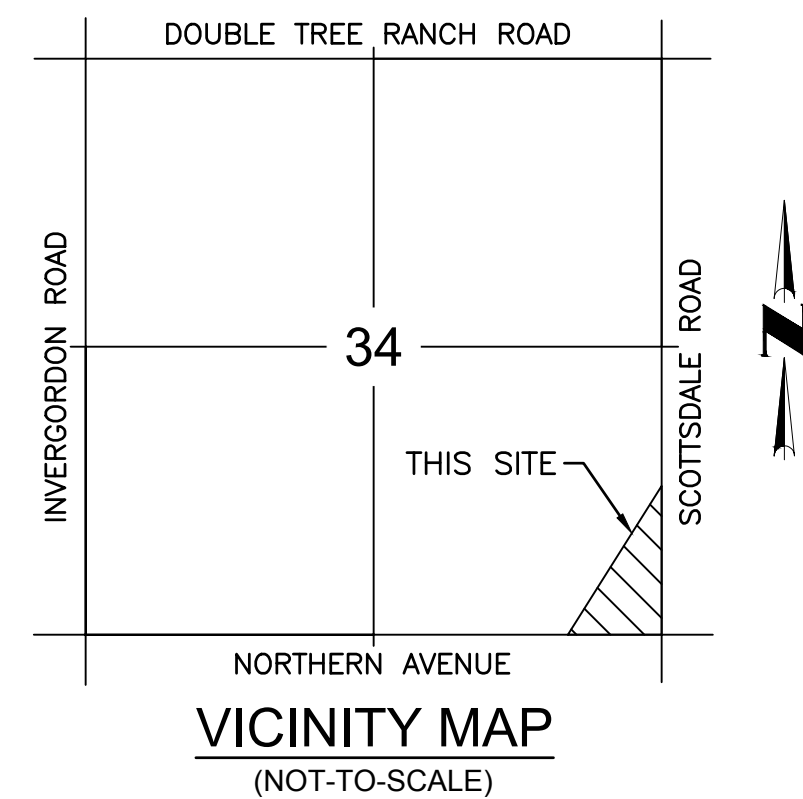 DOUBLE TREE RANCH ROAD
INVERGORDON ROAD
34
SCOTTSDALE ROAD
N
THIS SITE
NORTHERN AVENUE
VICINITY MAP
(NOT-TO-SCALE)